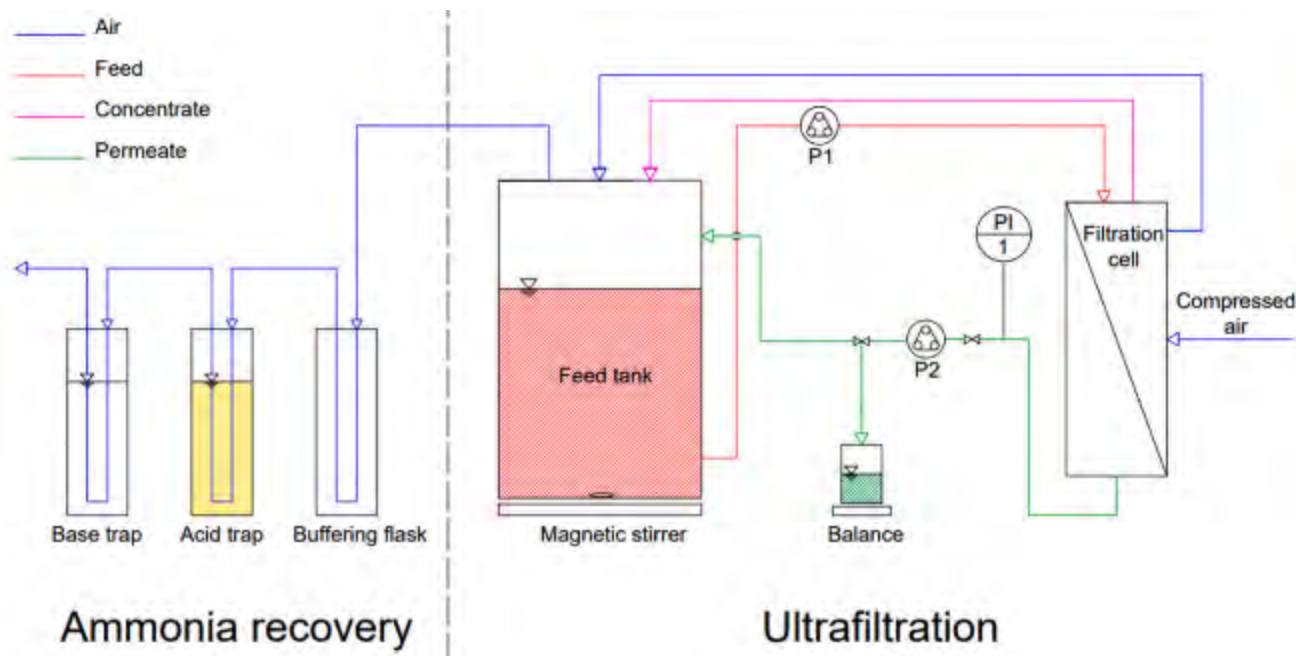 Air
Feed
Concentrate
Permeate
P1
PI
1
Filtration
cell
Compressed
air
P2
Feed tank
Base trap
Acid trap
Buffering flask
Magnetic stirrer
Balance
Ammonia recovery
Ultrafiltration